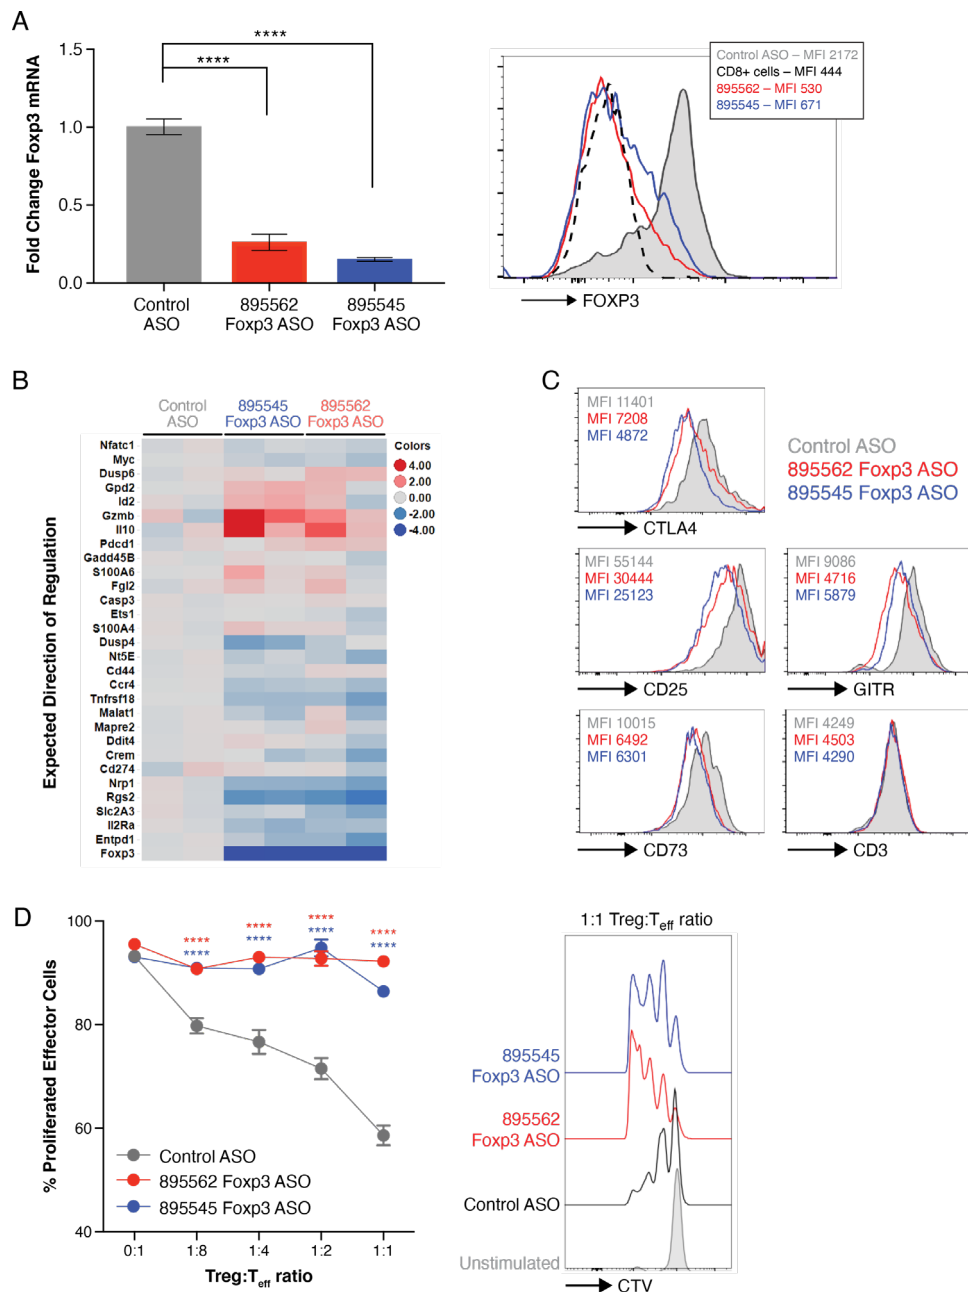 A
1.5
1.0
0.5
0.0
Fold Change Foxp3 mRNA
****
****
Control
ASO
895562
Foxp3 ASO
895545
Foxp3 ASO
Control ASO – MFI 2172
CD8+ cells – MFI 444
895562 – MFI 530
895545 – MFI 671
FOXP3
B
Control
ASO
895545
Foxp3 ASO
895562
Foxp3 ASO
Expected Direction of Regulation
Nfatc1
Myc
Dusp6
Gpd2
Id2
Gzmb
Il10
Pdcd1
Gadd45B
S100A6
Fgl2
Casp3
Ets1
S100A4
Dusp4
Nt5E
Cd44
Ccr4
Tnfrsf18
Malat1
Mapre2
Ddit4
Crem
Cd274
Nrp1
Rgs2
Slc2A3
Il2Ra
Entpd1
Foxp3
Colors
4.00
2.00
0.00
-2.00
-4.00
C
MFI 11401
MFI 7208
MFI 4872
CTLA4
Control ASO
895562 Foxp3 ASO
895545 Foxp3 ASO
MFI 55144
MFI 30444
MFI 25123
CD25
MFI 9086
MFI 4716
MFI 5879
GITR
MFI 10015
MFI 6492
MFI 6301
CD73
MFI 4249
MFI 4503
MFI 4290
CD3
D
100
80
60
40
% Proliferated Effector Cells
**** **** **** ****
**** **** **** ****
Control ASO
895562 Foxp3 ASO
895545 Foxp3 ASO
0:1 1:8 1:4 1:2 1:1
Treg:Teff ratio
1:1 Treg:Teff ratio
895545
Foxp3 ASO
895562
Foxp3 ASO
Control ASO
Unstimulated
CTV